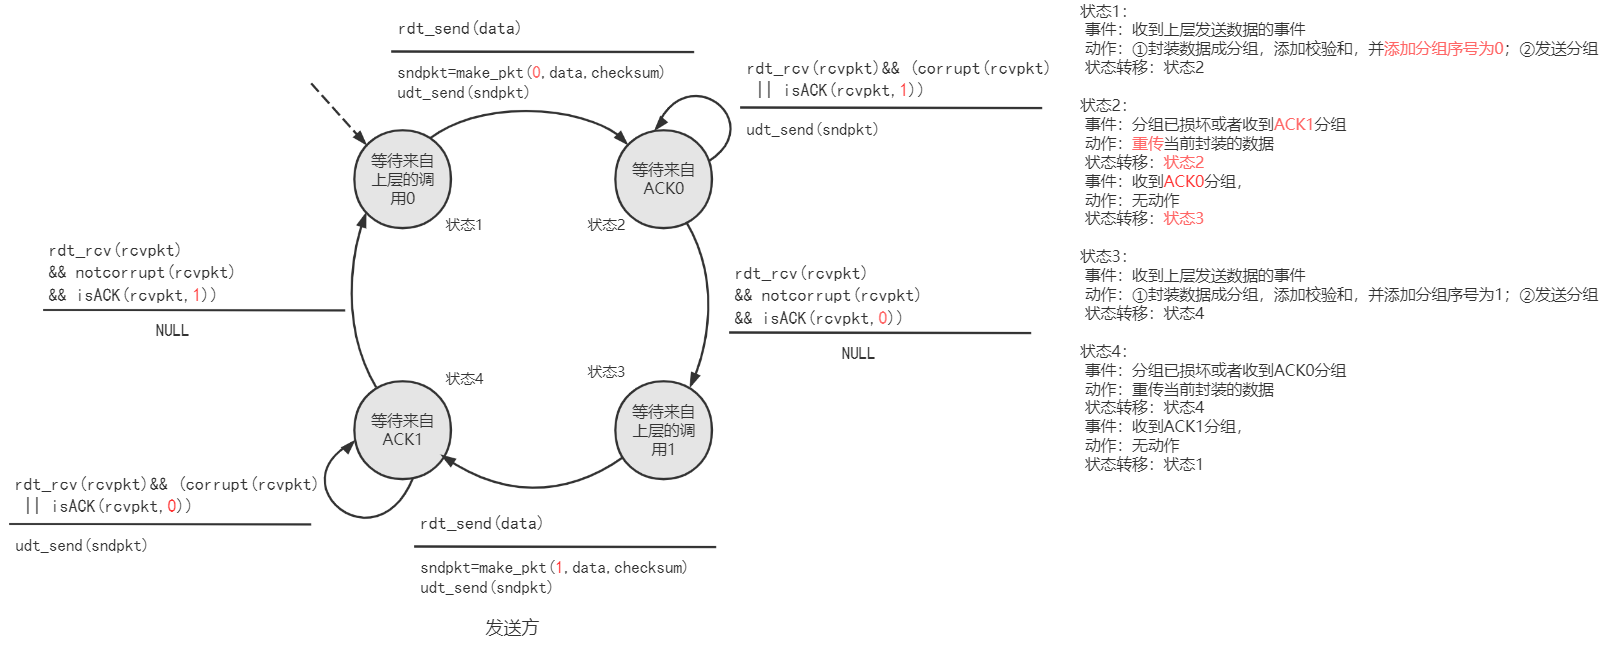 rdt_send(data)
sndpkt=make_pkt(0,data,checksum)
udt_send(sndpkt)
rdt_rcv(rcvpkt)&& (corrupt(rcvpkt)
|| isACK(rcvpkt,1))
udt_send(sndpkt)
等待来自
上层的调
用0
状态1
等待来自
ACK0
状态2
rdt_rcv(rcvpkt)
&& notcorrupt(rcvpkt)
&& isACK(rcvpkt,1))
NULL
rdt_rcv(rcvpkt)
&& notcorrupt(rcvpkt)
&& isACK(rcvpkt,0))
NULL
状态4
等待来自
ACK1
状态3
等待来自
上层的调
用1
rdt_rcv(rcvpkt)&& (corrupt(rcvpkt)
|| isACK(rcvpkt,0))
udt_send(sndpkt)
rdt_send(data)
sndpkt=make_pkt(1,data,checksum)
udt_send(sndpkt)
发送方
状态1：
事件：收到上层发送数据的事件
动作：①封装数据成分组，添加校验和，并添加分组序号为0；②发送分组
状态转移：状态2
状态2：
事件：分组已损坏或者收到ACK1分组
动作：重传当前封装的数据
状态转移：状态2
事件：收到ACK0分组，
动作：无动作
状态转移：状态3
状态3：
事件：收到上层发送数据的事件
动作：①封装数据成分组，添加校验和，并添加分组序号为1；②发送分组
状态转移：状态4
状态4：
事件：分组已损坏或者收到ACK0分组
动作：重传当前封装的数据
状态转移：状态4
事件：收到ACK1分组，
动作：无动作
状态转移：状态1